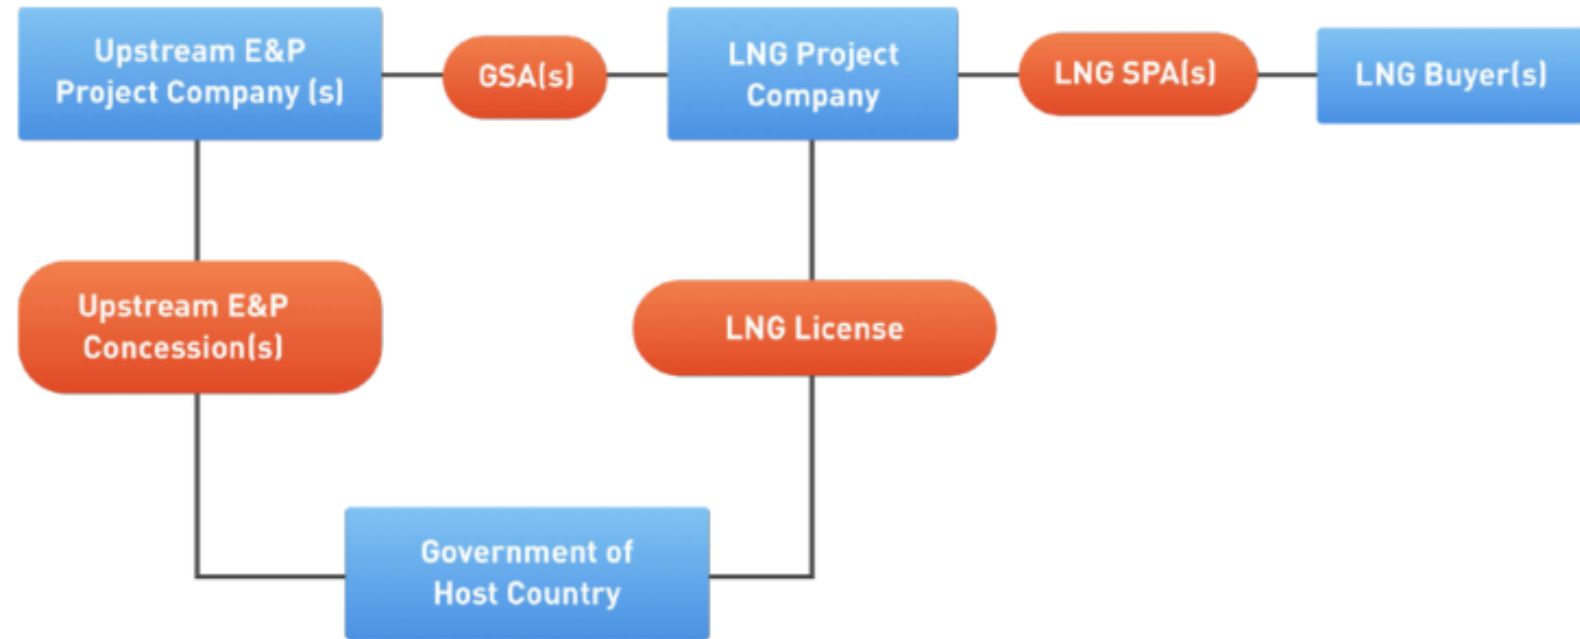 Upstream E&P
Project Company (s)
GSA(s)
LNG Project
Company
LNG SPA(s)
LNG Buyer(s)
Upstream E&P
Concession(s)
LNG License
Government of
Host Country